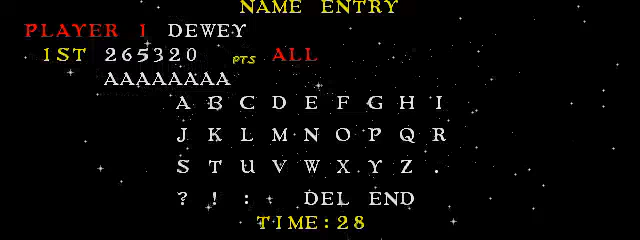 NAME ENTRY
PLAYER 1 DEWEY
1ST 265320 PTS ALL
AAAAAAAA
A B C D E F G H I
J K L M N O P Q R
S T U V W X Y Z .
? ! : DEL END
TIME:28